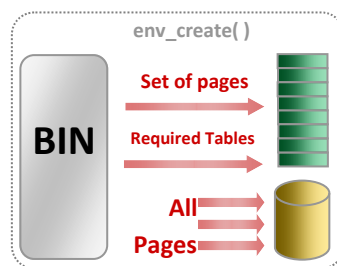 env_create( )
Set of pages
BIN
Required Tables
All
Pages